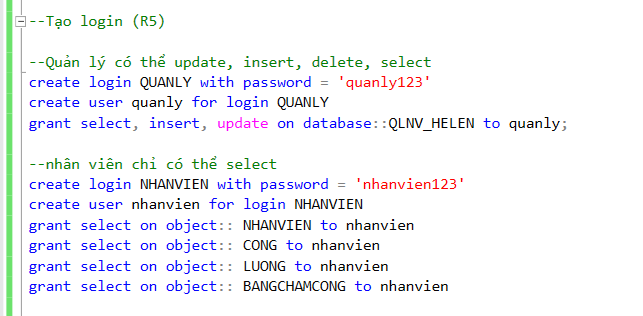 --Tạo login (R5)
--Quản lý có thể update, insert, delete, select
create login QUANLY with password = 'quanly123'
create user quanly for login QUANLY
grant select, insert, update on database::QLNV_HELEN to quanly;
--nhân viên chỉ có thể select
create login NHANVIEN with password = 'nhanvien123'
create user nhanvien for login NHANVIEN
grant select on object:: NHANVIEN to nhanvien
grant select on object:: CONG to nhanvien
grant select on object:: LUONG to nhanvien
grant select on object:: BANGCHAMCONG to nhanvien